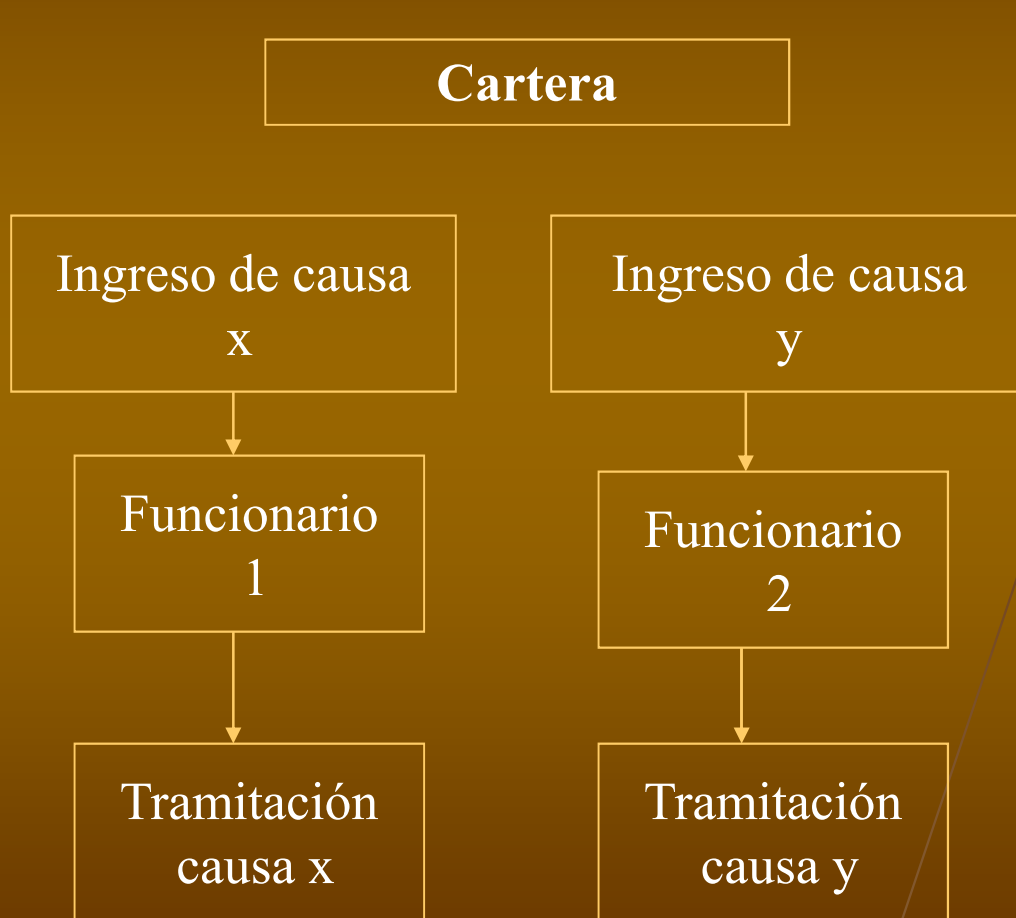 Cartera
Ingreso de causa
x
Ingreso de causa
y
Funcionario
1
Funcionario
2
Tramitación
causa x
Tramitación
causa y